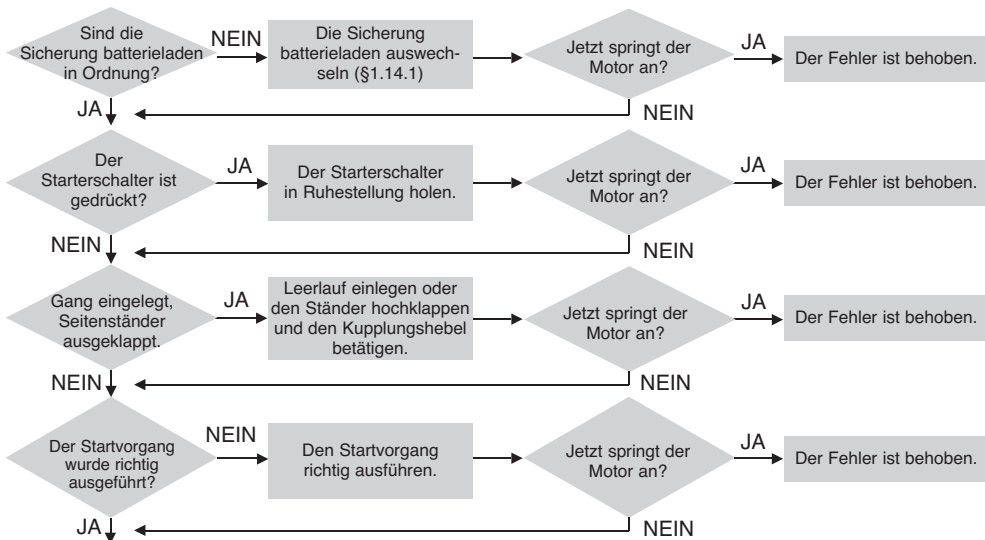 Sind die
Sicherung batterieladen
in Ordnung?
NEIN
Die Sicherung
batterieladen auswech-
seln (§1.14.1)
Jetzt springt der
Motor an?
JA
Der Fehler ist behoben.
JA
NEIN
Der
Starterschalter ist
gedrückt?
JA
Der Starterschalter
in Ruhestellung holen.
Jetzt springt der
Motor an?
JA
Der Fehler ist behoben.
NEIN
NEIN
Gang eingelegt,
Seitenständer
ausgeklappt.
JA
Leerlauf einlegen oder
den Ständer hochklappen
und den Kupplungshebel
betätigen.
Jetzt springt der
Motor an?
JA
Der Fehler ist behoben.
NEIN
NEIN
Der Startvorgang
wurde richtig
ausgeführt?
NEIN
Den Startvorgang
richtig ausführen.
Jetzt springt der
Motor an?
JA
Der Fehler ist behoben.
JA
NEIN